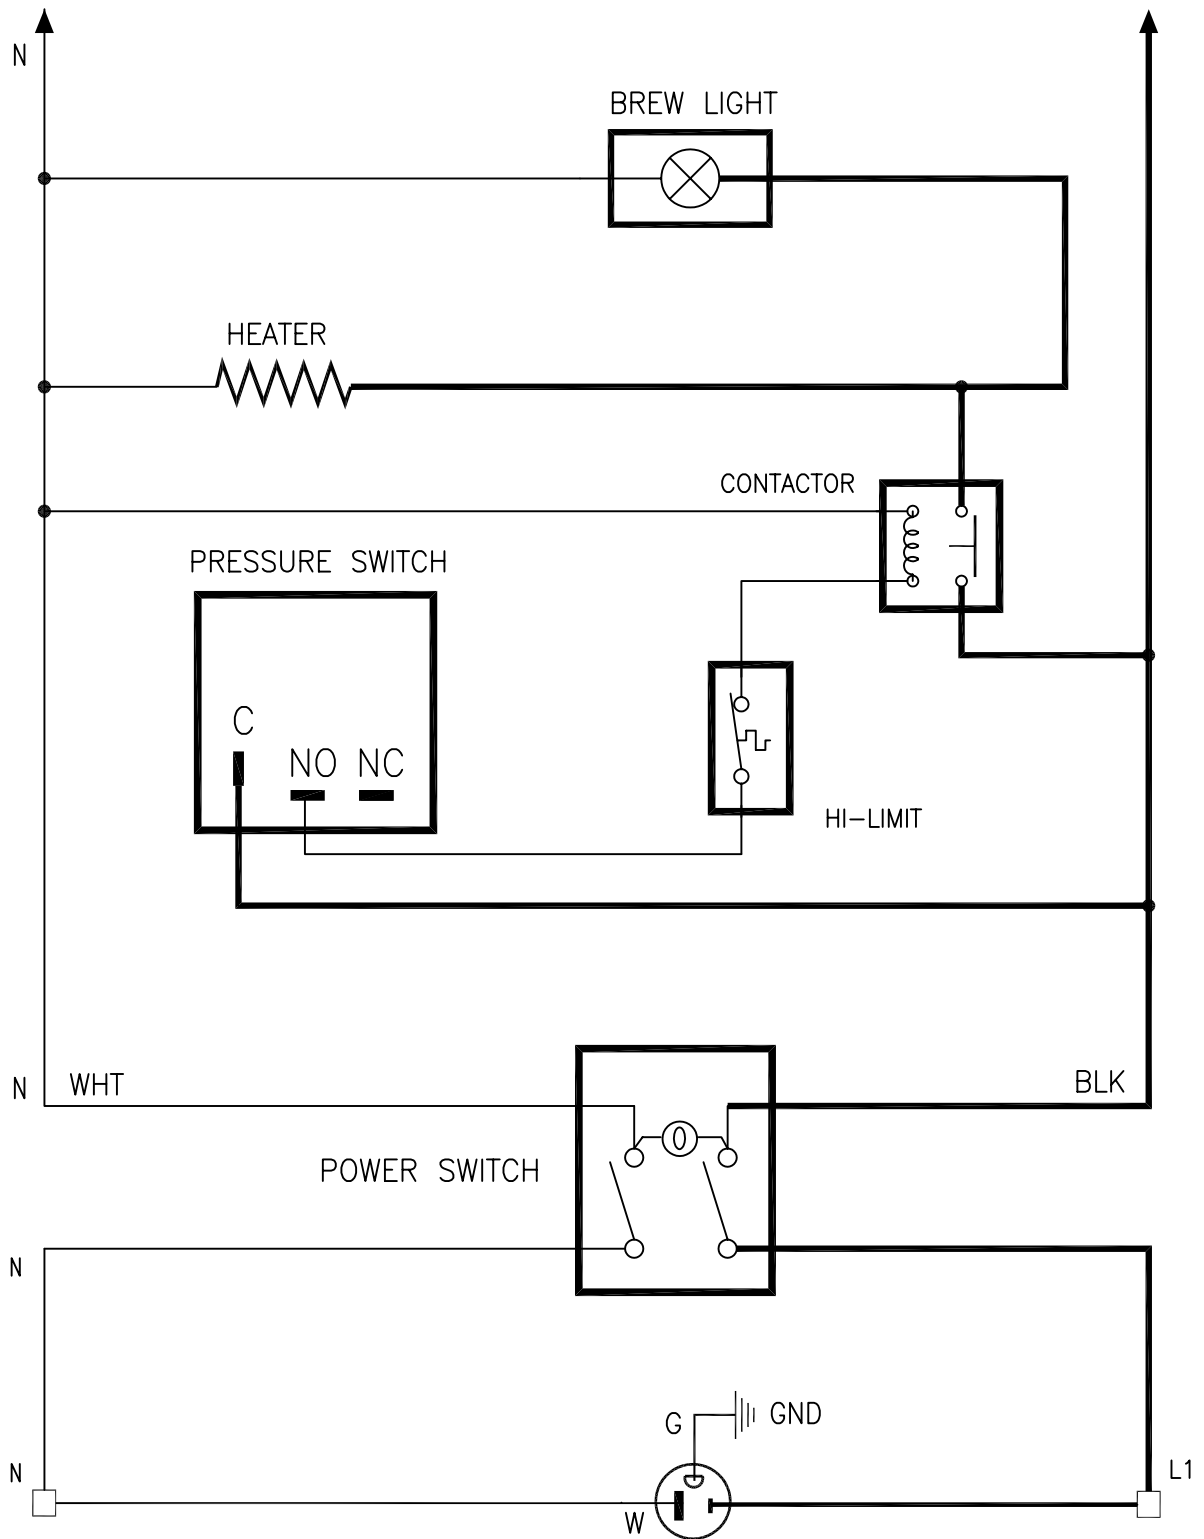 N
BREW LIGHT
HEATER
CONTACTOR
PRESSURE SWITCH
C
NO NC
HI-LIMIT
N WHT BLK
POWER SWITCH
N
G GND
N L1
W